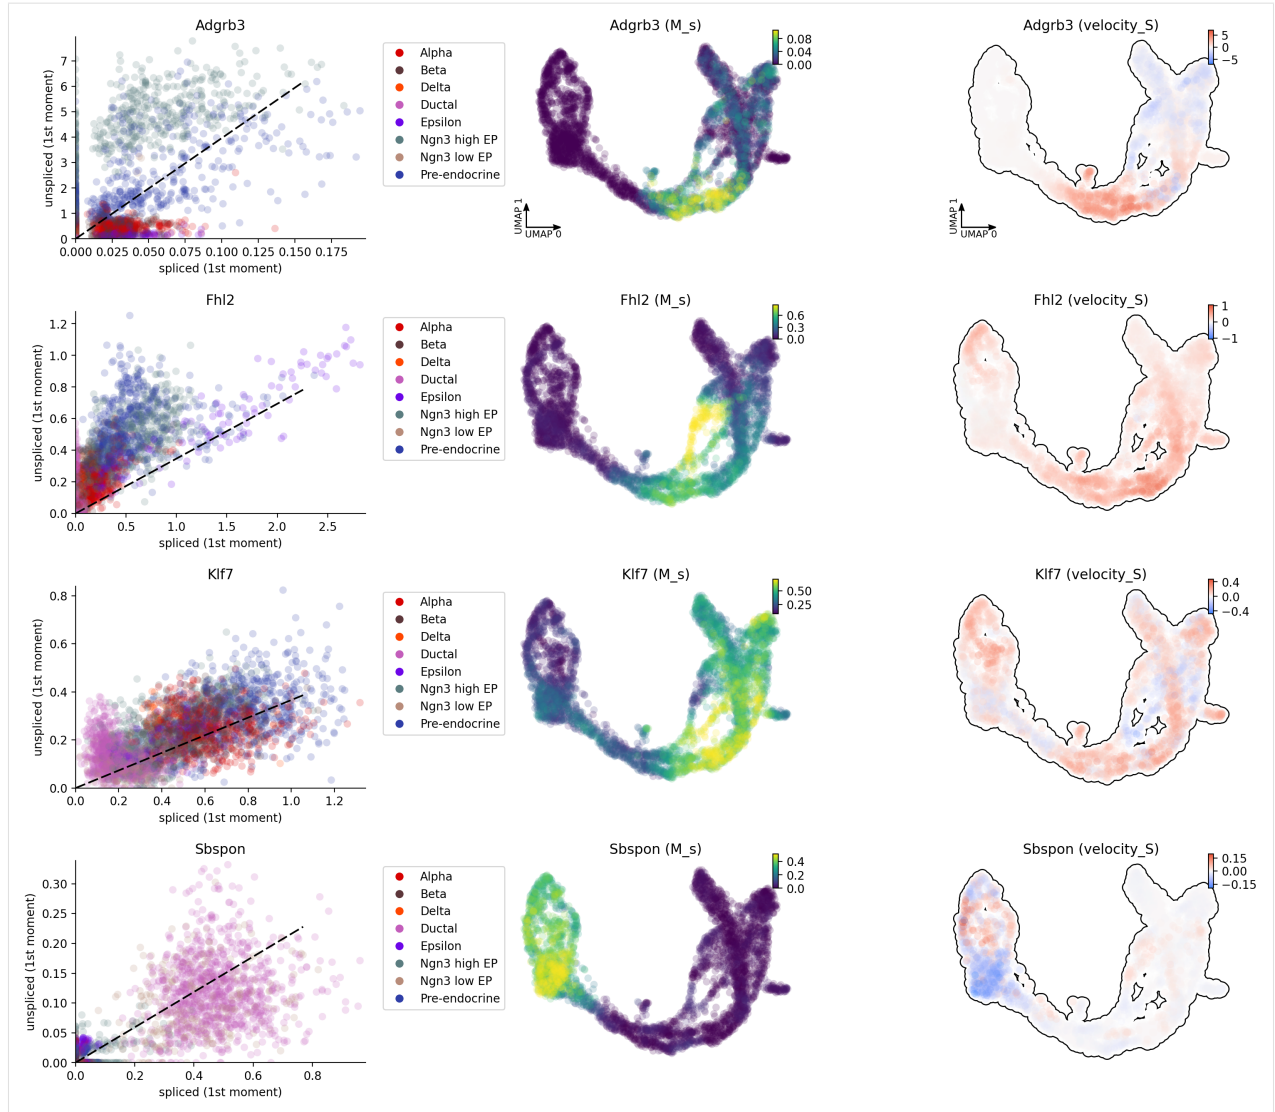 Adgrb3
unspliced (1st moment)
7
6
5
4
3
2
1
0
0.000 0.025 0.050 0.075 0.100 0.125 0.150 0.175
spliced (1st moment)
Alpha
Beta
Delta
Ductal
Epsilon
Ngn3 high EP
Ngn3 low EP
Pre-endocrine
Adgrb3 (M_s)
0.08
0.04
0.00
UMAP 1
UMAP 0
Adgrb3 (velocity_S)
5
0
−5
UMAP 1
UMAP 0
Fhl2
unspliced (1st moment)
1.2
1.0
0.8
0.6
0.4
0.2
0.0
0.0 0.5 1.0 1.5 2.0 2.5
spliced (1st moment)
Alpha
Beta
Delta
Ductal
Epsilon
Ngn3 high EP
Ngn3 low EP
Pre-endocrine
Fhl2 (M_s)
0.6
0.3
0.0
Fhl2 (velocity_S)
1
0
−1
Klf7
unspliced (1st moment)
0.8
0.6
0.4
0.2
0.0
0.0 0.2 0.4 0.6 0.8 1.0 1.2
spliced (1st moment)
Alpha
Beta
Delta
Ductal
Epsilon
Ngn3 high EP
Ngn3 low EP
Pre-endocrine
Klf7 (M_s)
0.50
0.25
Klf7 (velocity_S)
0.4
0.0
−0.4
Sbspon
unspliced (1st moment)
0.30
0.25
0.20
0.15
0.10
0.05
0.00
0.0 0.2 0.4 0.6 0.8
spliced (1st moment)
Alpha
Beta
Delta
Ductal
Epsilon
Ngn3 high EP
Ngn3 low EP
Pre-endocrine
Sbspon (M_s)
0.4
0.2
0.0
Sbspon (velocity_S)
0.15
0.00
−0.15